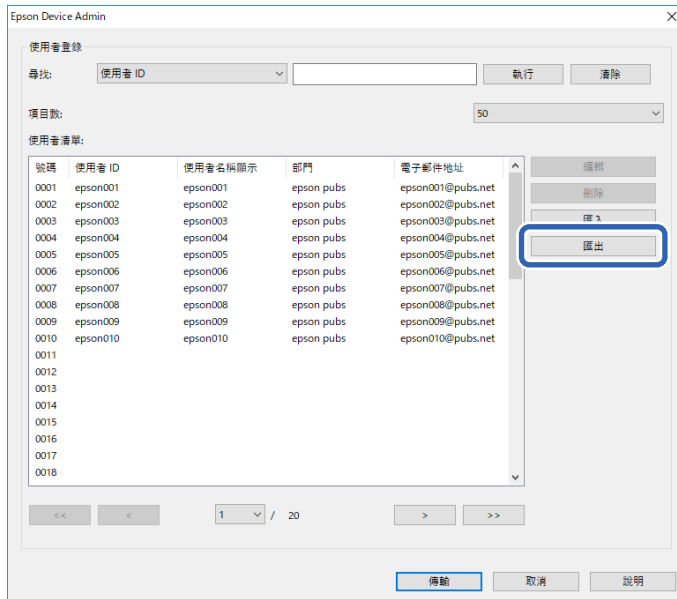 Epson Device Admin
使用者登錄
尋找: 使用者 ID 執行 清除
項目數: 50
使用者清單:
號碼 使用者 ID 使用者名稱顯示 部門 電子郵件地址 編輯
0001 epson001 epson001 epson pubs epson001@pubs.net 刪除
0002 epson002 epson002 epson pubs epson002@pubs.net
0003 epson003 epson003 epson pubs epson003@pubs.net 匯入
0004 epson004 epson004 epson pubs epson004@pubs.net 匯出
0005 epson005 epson005 epson pubs epson005@pubs.net
0006 epson006 epson006 epson pubs epson006@pubs.net
0007 epson007 epson007 epson pubs epson007@pubs.net
0008 epson008 epson008 epson pubs epson008@pubs.net
0009 epson009 epson009 epson pubs epson009@pubs.net
0010 epson010 epson010 epson pubs epson010@pubs.net
0011
0012
0013
0014
0015
0016
0017
0018
<< < 1 / 20 > >>
傳輸 取消 說明